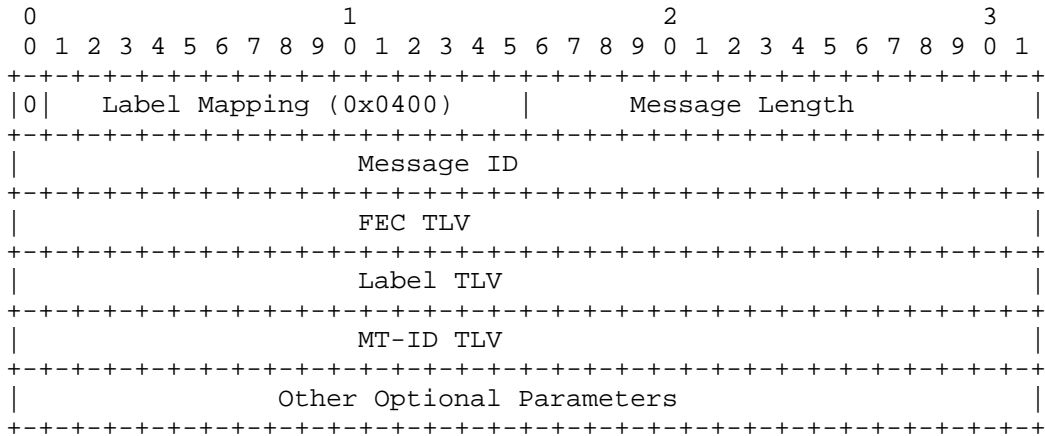 0                   1                   2                   3
 0 1 2 3 4 5 6 7 8 9 0 1 2 3 4 5 6 7 8 9 0 1 2 3 4 5 6 7 8 9 0 1
+-+-+-+-+-+-+-+-+-+-+-+-+-+-+-+-+-+-+-+-+-+-+-+-+-+-+-+-+-+-+-+-+
|0|   Label Mapping (0x0400)    |      Message Length           |
+-+-+-+-+-+-+-+-+-+-+-+-+-+-+-+-+-+-+-+-+-+-+-+-+-+-+-+-+-+-+-+-+
|                     Message ID                                |
+-+-+-+-+-+-+-+-+-+-+-+-+-+-+-+-+-+-+-+-+-+-+-+-+-+-+-+-+-+-+-+-+
|                     FEC TLV                                   |
+-+-+-+-+-+-+-+-+-+-+-+-+-+-+-+-+-+-+-+-+-+-+-+-+-+-+-+-+-+-+-+-+
|                     Label TLV                                 |
+-+-+-+-+-+-+-+-+-+-+-+-+-+-+-+-+-+-+-+-+-+-+-+-+-+-+-+-+-+-+-+-+
|                     MT-ID TLV                                 |
+-+-+-+-+-+-+-+-+-+-+-+-+-+-+-+-+-+-+-+-+-+-+-+-+-+-+-+-+-+-+-+-+
|                Other Optional Parameters                      |
+-+-+-+-+-+-+-+-+-+-+-+-+-+-+-+-+-+-+-+-+-+-+-+-+-+-+-+-+-+-+-+-+